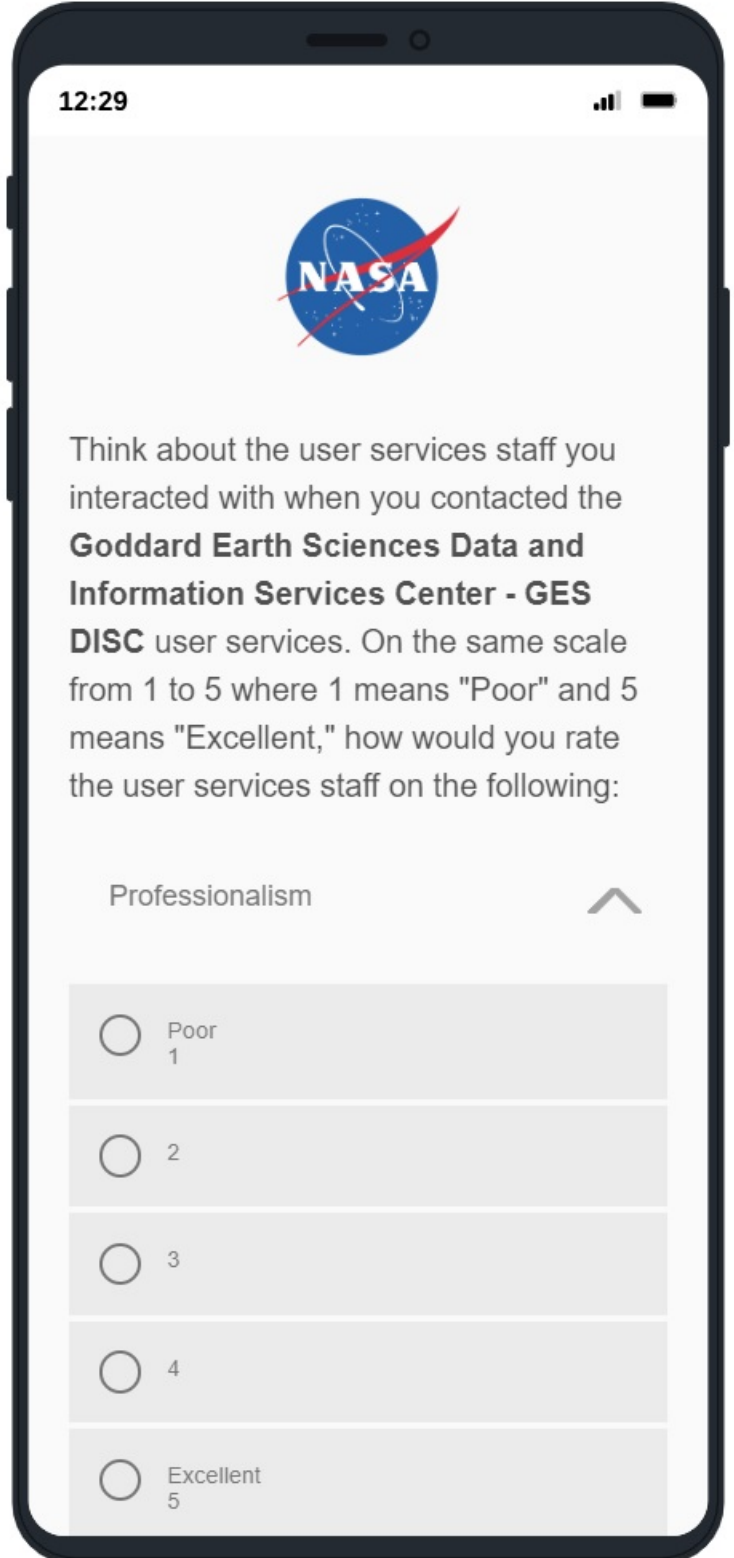 12:29
NASA
Think about the user services staff you
interacted with when you contacted the
Goddard Earth Sciences Data and
Information Services Center - GES
DISC user services. On the same scale
from 1 to 5 where 1 means "Poor" and 5
means "Excellent," how would you rate
the user services staff on the following:
Professionalism
Poor
1
2
3
4
Excellent
5